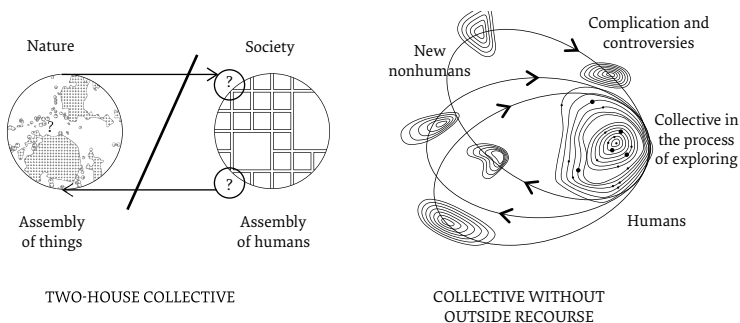 Nature
Society
?
?
?
Assembly
of things
Assembly
of humans
TWO-HOUSE COLLECTIVE
Complication and
controversies
New
nonhumans
Collective in
the process
of exploring
Humans
COLLECTIVE WITHOUT
OUTSIDE RECOURSE